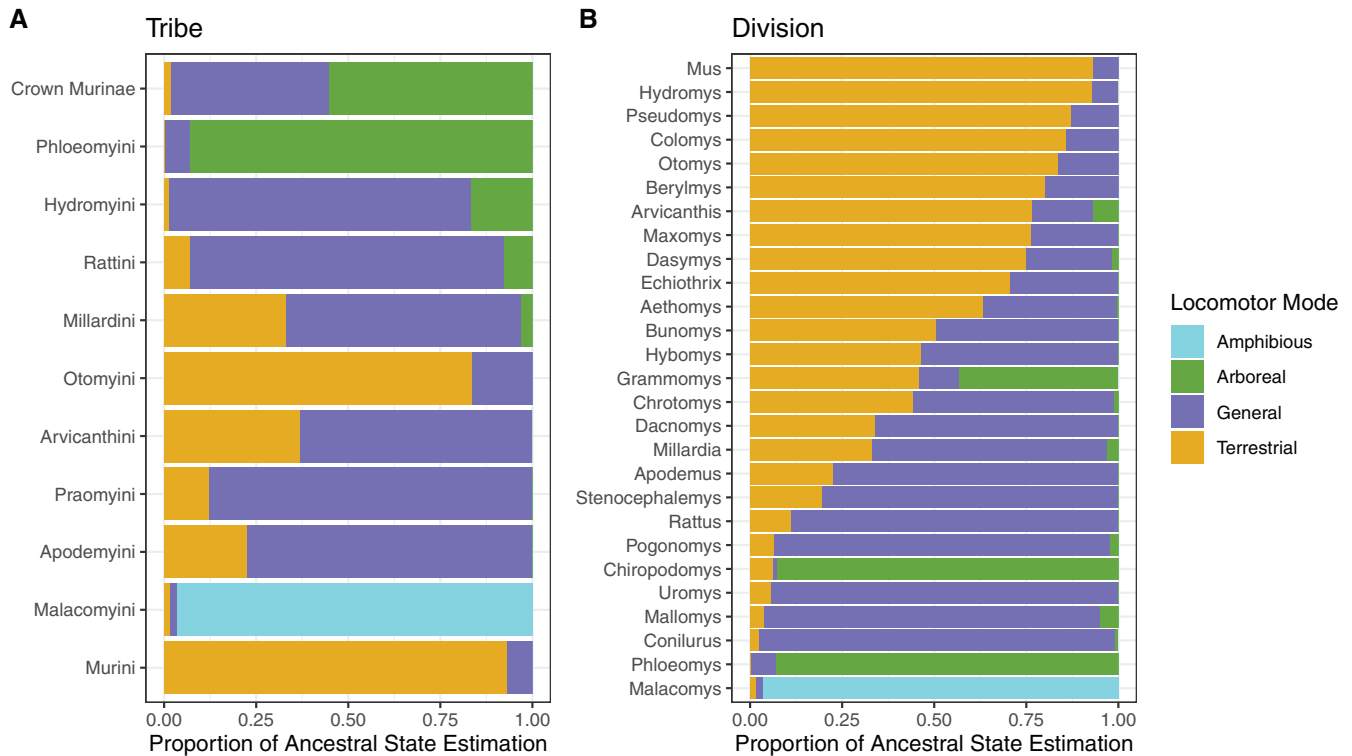 A
Tribe
Crown Murinae
Phloeomyini
Hydromyini
Rattini
Millardini
Otomyini
Arvicanthini
Praomyini
Apodemyini
Malacomyini
Murini
0.00 0.25 0.50 0.75 1.00
Proportion of Ancestral State Estimation
B
Division
Mus
Hydromys
Pseudomys
Colomys
Otomys
Berylmys
Arvicanthis
Maxomys
Dasymys
Echiothrix
Aethomys
Bunomys
Hybomys
Grammomys
Chrotomys
Dacnomys
Millardia
Apodemus
Stenocephalemys
Rattus
Pogonomys
Chiropodomys
Uromys
Mallomys
Conilurus
Phloeomys
Malacomys
0.00 0.25 0.50 0.75 1.00
Proportion of Ancestral State Estimation
Locomotor Mode
Amphibious
Arboreal
General
Terrestrial